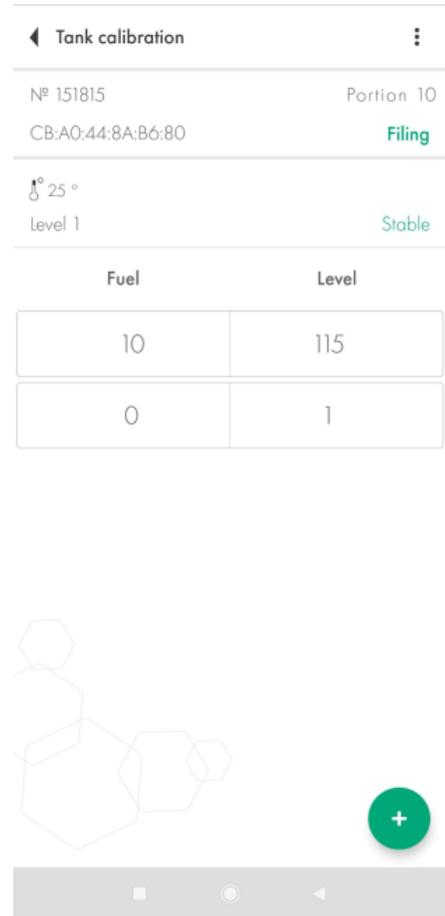 Tank calibration
№ 151815 Portion 10
CB:A0:44:8A:B6:80 Filing
25 °
Level 1 Stable
Fuel Level
10 115
0 1
+